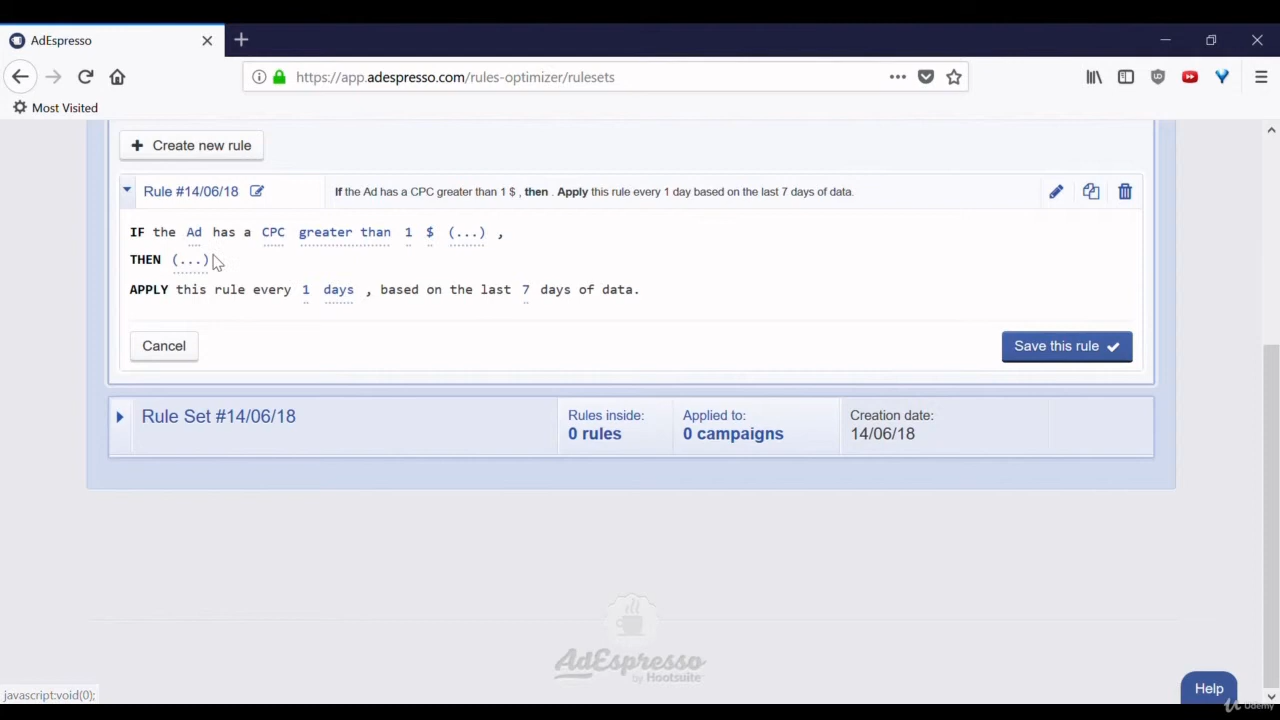 AdEspresso
https://app.adespresso.com/rules-optimizer/rulesets
Most Visited
Create new rule
Rule #14/06/18
If the Ad has a CPC greater than 1 $ , then . Apply this rule every 1 day based on the last 7 days of data.
IF the Ad has a CPC greater than 1 $ (...) ,
THEN (...)
APPLY this rule every 1 days , based on the last 7 days of data.
Cancel
Save this rule
Rule Set #14/06/18
Rules inside:
0 rules
Applied to:
0 campaigns
Creation date:
14/06/18
AdEspresso
by Hootsuite
Help
javascript:void(0);
Udemy